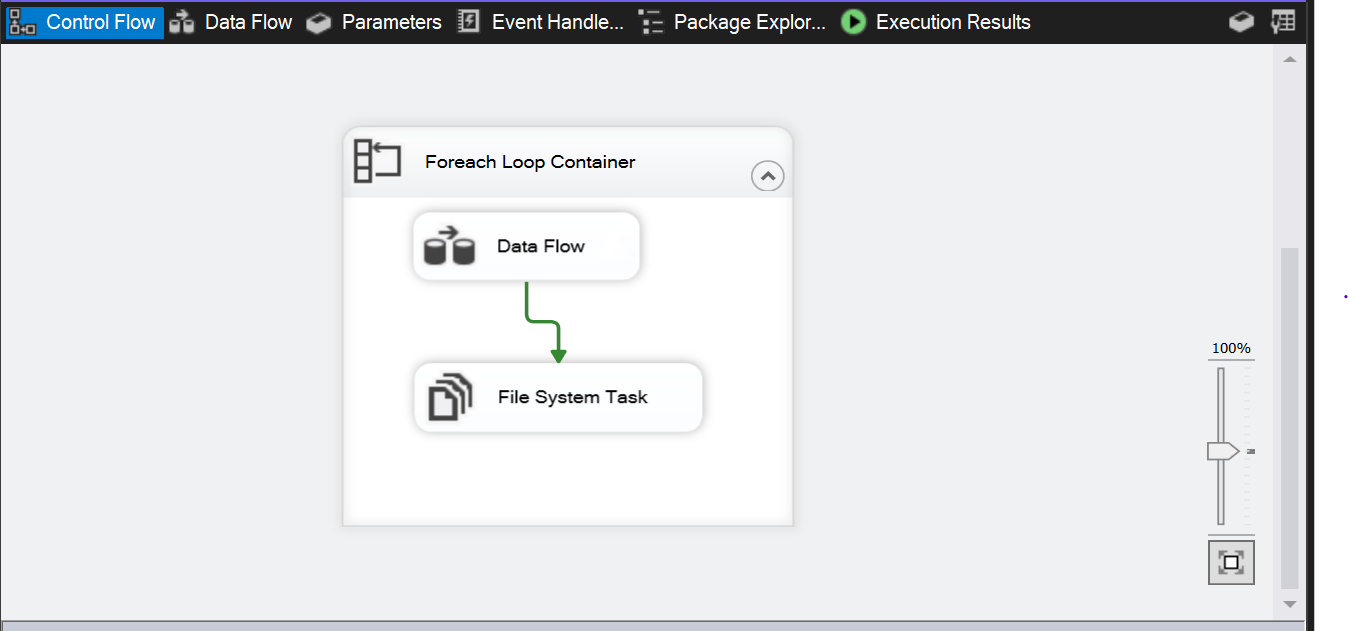 Control Flow Data Flow Parameters Event Handle... Package Explor... Execution Results
Foreach Loop Container
Data Flow
File System Task
100%